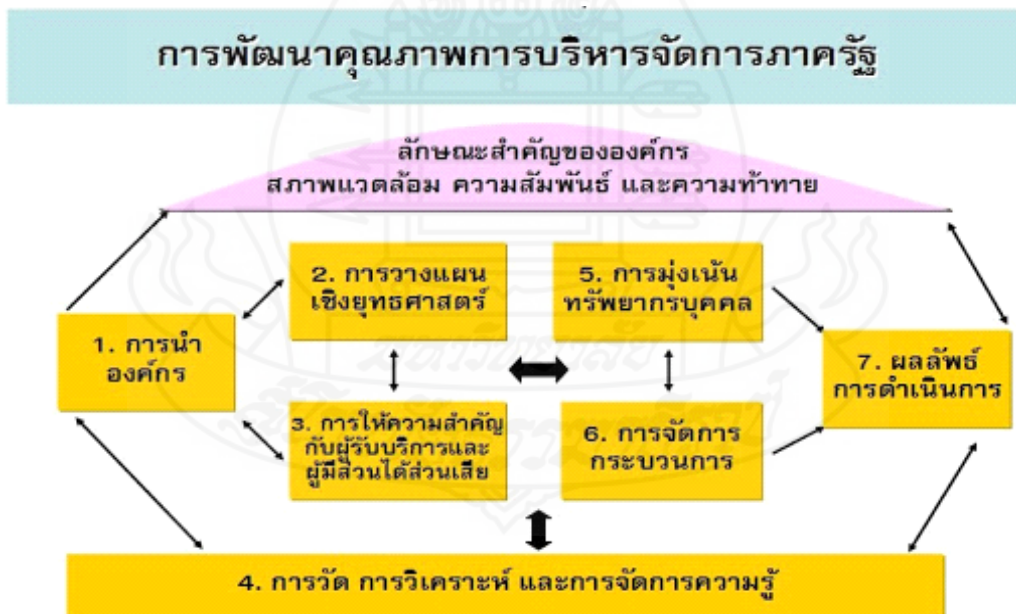 การพัฒนาคุณภาพการบริหารจัดการภาครัฐ
ลักษณะสำคัญขององค์กร
สภาพแวดล้อม ความสัมพันธ์ และความท้าทาย
2. การวางแผน
เชิงยุทธศาสตร์
5. การมุ่งเน้น
ทรัพยากรบุคคล
1. การนำ
องค์กร
7. ผลลัพธ์
การดำเนินการ
3. การให้ความสำคัญ
กับผู้รับบริการและ
ผู้มีส่วนได้ส่วนเสีย
6. การจัดการ
กระบวนการ
4. การวัด การวิเคราะห์ และการจัดการความรู้